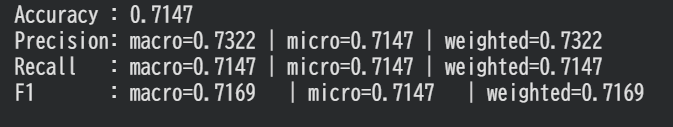 Accuracy : 0.7147
Precision: macro=0.7322 | micro=0.7147 | weighted=0.7322
Recall   : macro=0.7147 | micro=0.7147 | weighted=0.7147
F1       : macro=0.7169   | micro=0.7147   | weighted=0.7169